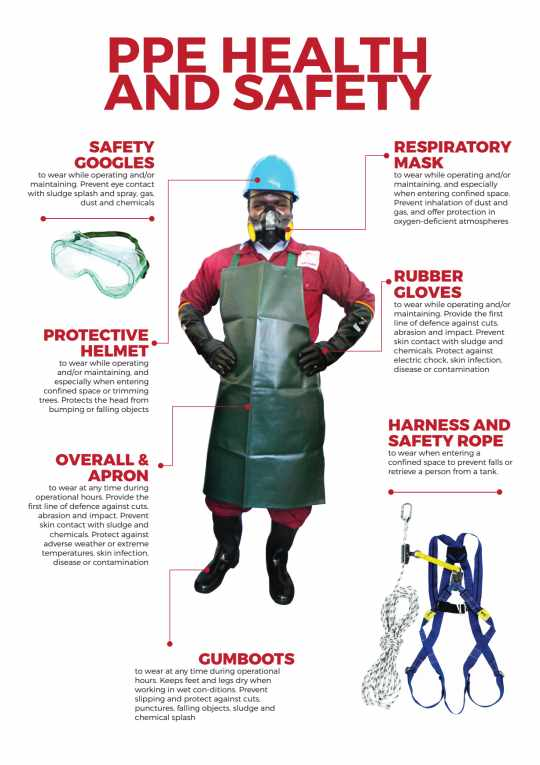 PPE HEALTH
AND SAFETY
SAFETY
GOOGLES
to wear while operating and/or
maintaining. Prevent eye contact
with sludge splash and spray, gas,
dust and chemicals
RESPIRATORY
MASK
to wear while operating and/or
maintaining, and especially
when entering confined space.
Prevent inhalation of dust and
gas, and offer protection in
oxygen-deficient atmospheres
RUBBER
GLOVES
to wear while operating and/or
maintaining. Provide the first
line of defence against cuts,
abrasion and impact. Prevent
skin contact with sludge and
chemicals. Protect against
electric chock, skin infection,
disease or contamination
PROTECTIVE
HELMET
to wear while operating
and/or maintaining, and
especially when entering
confined space or trimming
trees. Protects the head from
bumping or falling objects
HARNESS AND
SAFETY ROPE
to wear when entering a
confined space to prevent falls or
retrieve a person from a tank.
OVERALL &
APRON
to wear at any time during
operational hours. Provide the
first line of defence against cuts,
abrasion and impact. Prevent
skin contact with sludge and
chemicals. Protect against
adverse weather or extreme
temperatures, skin infection,
disease or contamination
GUMBOOTS
to wear at any time during operational
hours. Keeps feet and legs dry when
working in wet con-ditions. Prevent
slipping and protect against cuts,
punctures, falling objects, sludge and
chemical splash